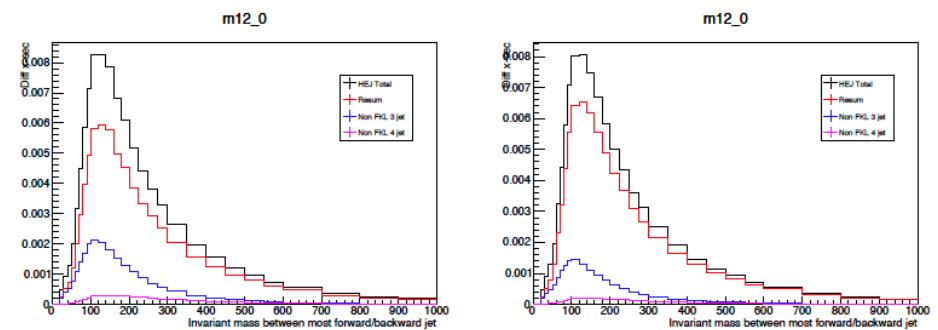 m12_0
Diff x-sec
0.008
0.007
0.006
0.005
0.004
0.003
0.002
0.001
0
HEJ Total
Resum
Non FKL 3 jet
Non FKL 4 jet
0 100 200 300 400 500 600 700 800 900 1000
Invariant mass between most forward/backward jet
m12_0
Diff x-sec
0.008
0.007
0.006
0.005
0.004
0.003
0.002
0.001
0
HEJ Total
Resum
Non FKL 3 jet
Non FKL 4 jet
0 100 200 300 400 500 600 700 800 900 1000
Invariant mass between most forward/backward jet